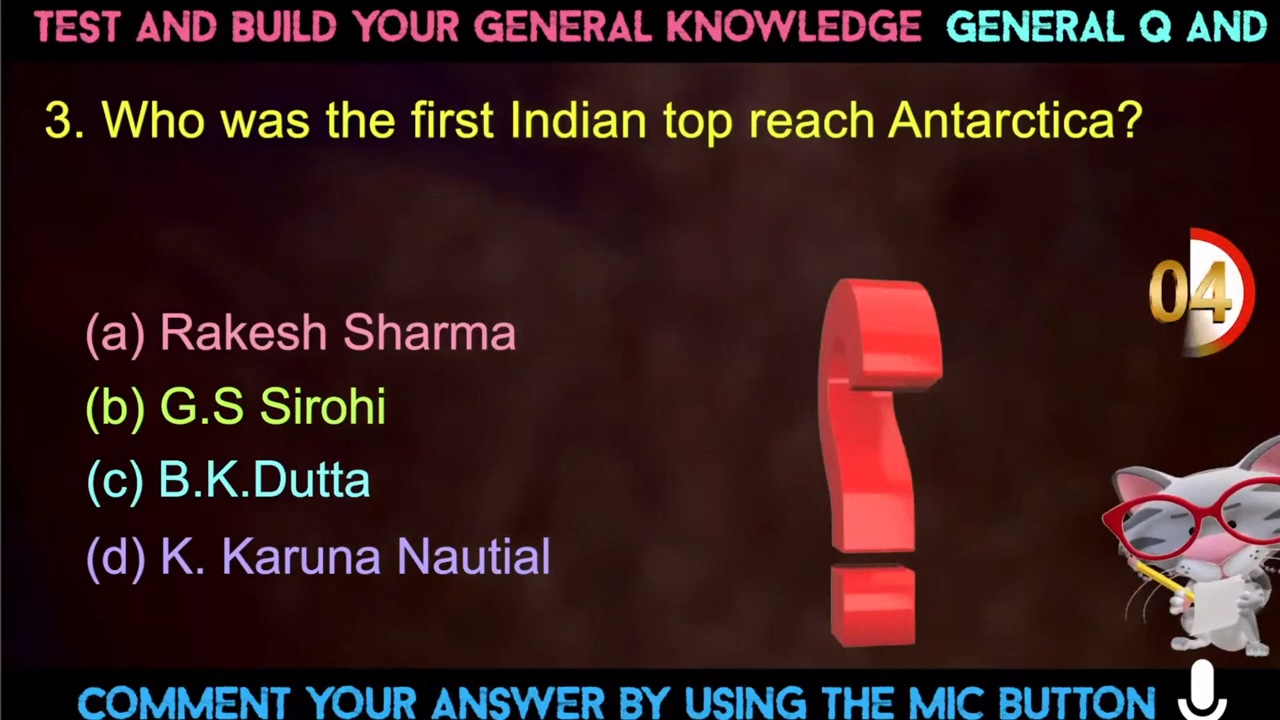 TEST AND BUILD YOUR GENERAL KNOWLEDGE GENERAL Q AND
3. Who was the first Indian top reach Antarctica?
04
(a) Rakesh Sharma
(b) G.S Sirohi
(c) B.K.Dutta
(d) K. Karuna Nautial
COMMENT YOUR ANSWER BY USING THE MIC BUTTON